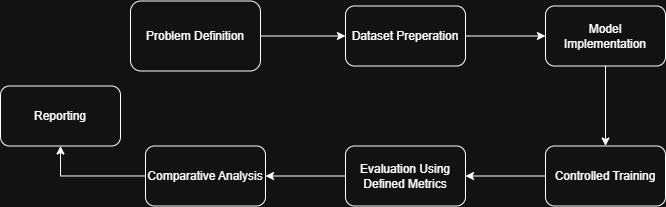 Problem Definition
Dataset Preperation
Model
Implementation
Reporting
Comparative Analysis
Evaluation Using
Defined Metrics
Controlled Training